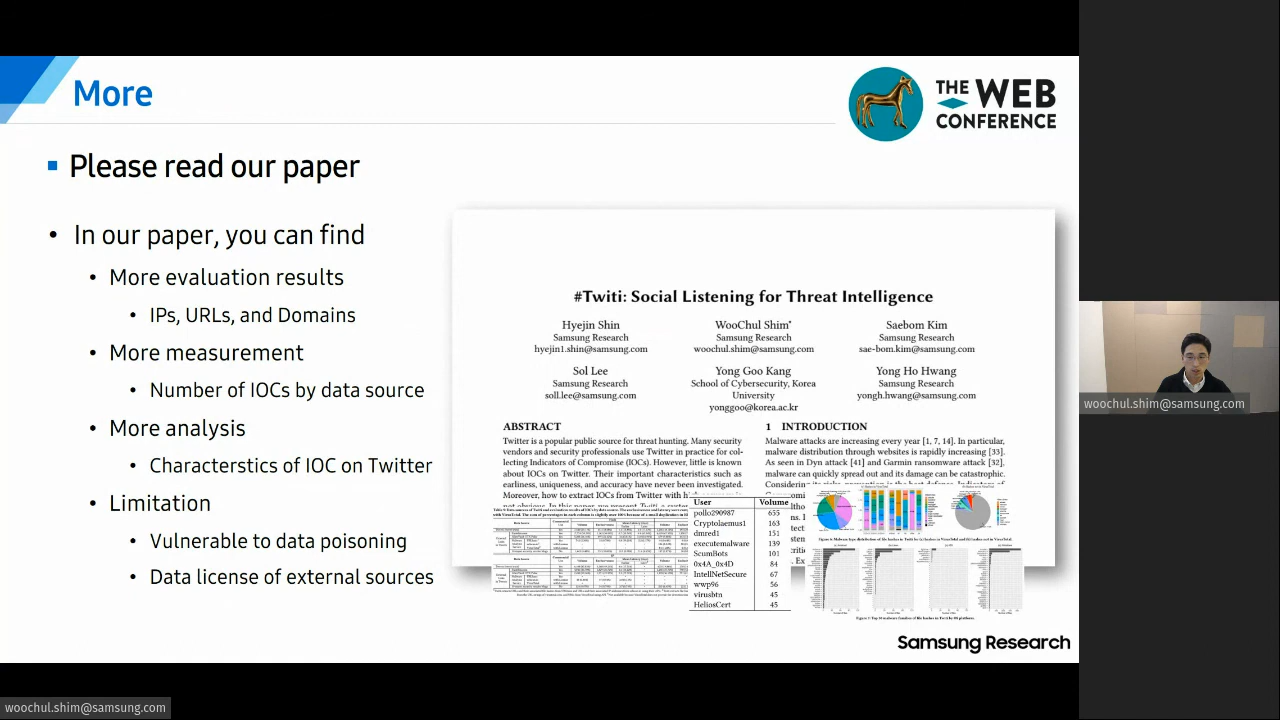 More
THE WEB
CONFERENCE
Please read our paper
In our paper, you can find
More evaluation results
IPs, URLs, and Domains
More measurement
Number of IOCs by data source
More analysis
Characterstics of IOC on Twitter
Limitation
Vulnerable to data poisoning
Data license of external sources
#Twiti: Social Listening for Threat Intelligence
Hyejin Shin
Samsung Research
hyejin1.shin@samsung.com
WooChul Shim*
Samsung Research
woochul.shim@samsung.com
Saebom Kim
Samsung Research
sae-bom.kim@samsung.com
Sol Lee
Samsung Research
soll.lee@samsung.com
Yong Goo Kang
School of Cybersecurity, Korea
University
yonggoo@korea.ac.kr
Yong Ho Hwang
Samsung Research
yongh.hwang@samsung.com
ABSTRACT
Twitter is a popular public source for threat hunting. Many security
vendors and security professionals use Twitter in practice for col-
lecting Indicators of Compromise (IOCs). However, little is known
about IOCs on Twitter. Their important characteristics such as
earliness, uniqueness, and accuracy have never been investigated.
Moreover, how to extract IOCs from Twitter with
1 INTRODUCTION
Malware attacks are increasing every year [1, 7, 14]. In particular,
malware distribution through websites is rapidly increasing [33].
As seen in Dyn attack [41] and Garmin ransomware attack [32],
malware can quickly spread out and its damage can be catastrophic.
User Volume
pollo290987 655
Cryptolaemus1 163
dmred1 151
executemalware 139
ScumBots 101
0x4A_0x4D 84
IntellNetSecure 67
wwp96 56
virusbtn 45
HeliosCert 45
Samsung Research
woochul.shim@samsung.com
woochul.shim@samsung.com